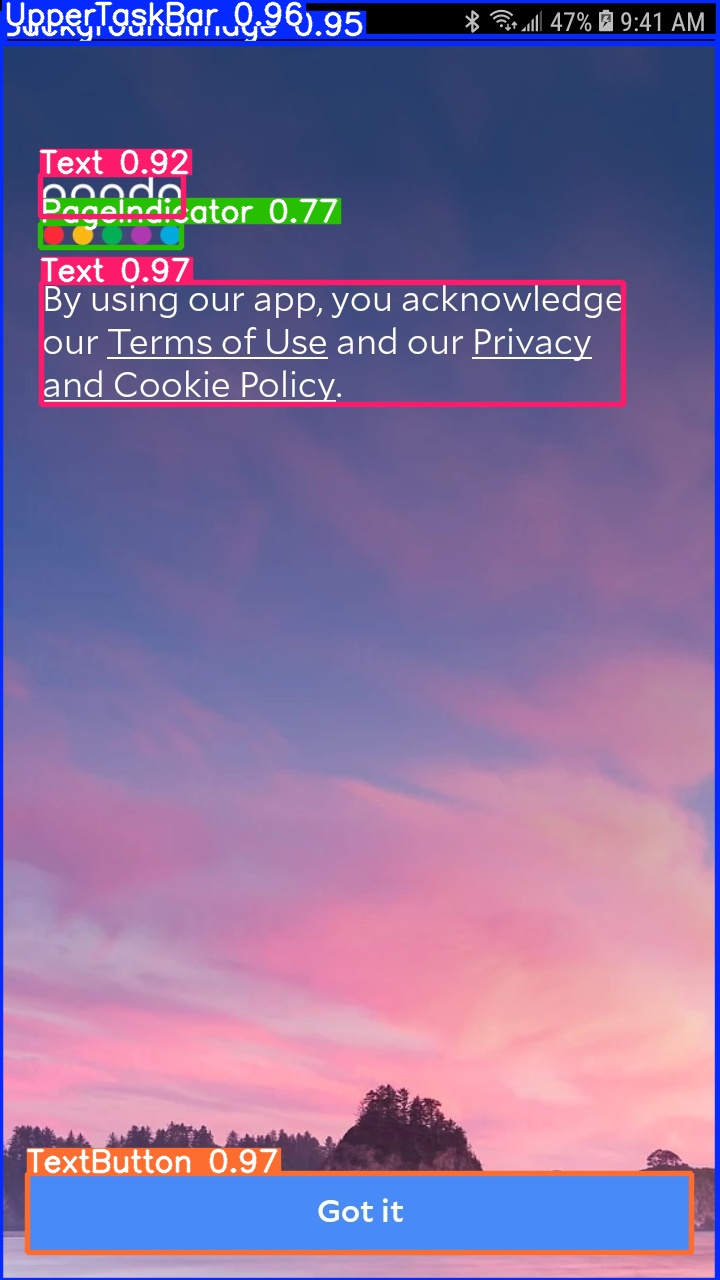 UpperTaskBar 0.96
BackgroundImage 0.95
47% 9:41 AM
Text 0.92
PageIndicator 0.77
Text 0.97
By using our app, you acknowledge
our Terms of Use and our Privacy
and Cookie Policy.
TextButton 0.97
Got it